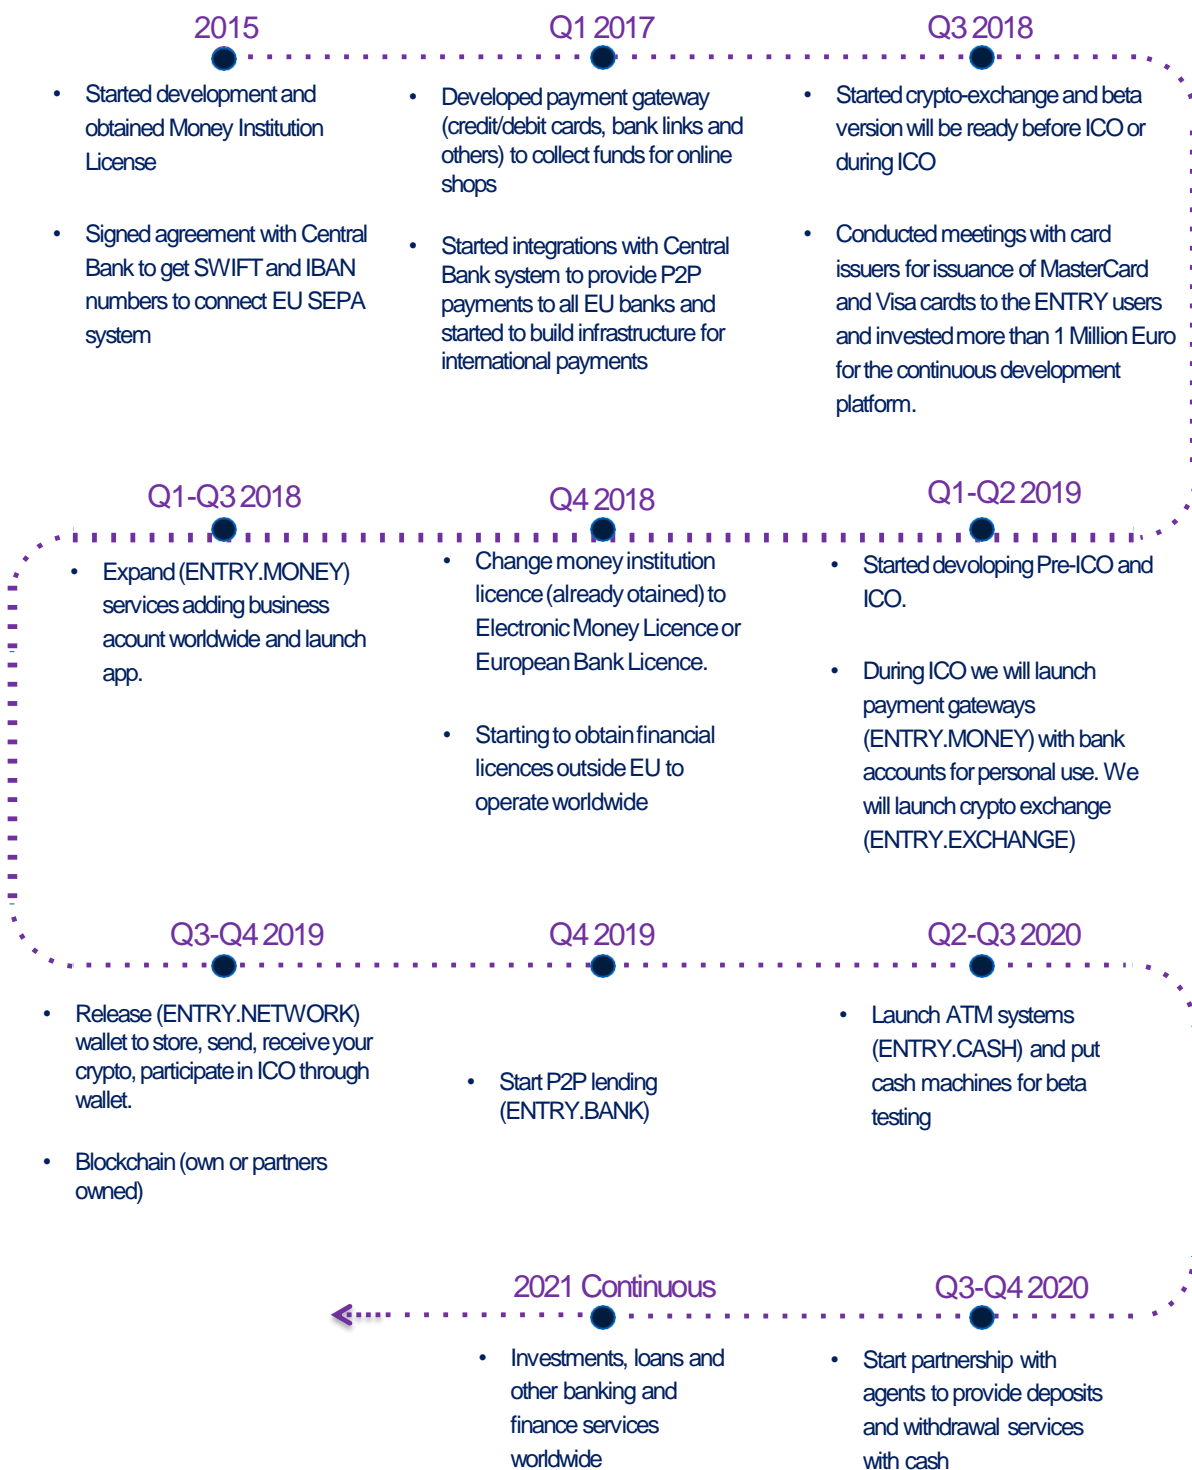 2015
Started development and
obtained Money Institution
License
Signed agreement with Central
Bank to get SWIFT and IBAN
numbers to connect EU SEPA
system
Q1 2017
Developed payment gateway
(credit/debit cards, bank links and
others) to collect funds for online
shops
Started integrations with Central
Bank system to provide P2P
payments to all EU banks and
started to build infrastructure for
international payments
Q3 2018
Started crypto-exchange and beta
version will be ready before ICO or
during ICO
Conducted meetings with card
issuers for issuance of MasterCard
and Visa cardts to the ENTRY users
and invested more than 1 Million Euro
for the continuous development
platform.
Q1-Q3 2018
Expand (ENTRY.MONEY)
services adding business
acount worldwide and launch
app.
Q4 2018
Change money institution
licence (already otained) to
Electronic Money Licence or
European Bank Licence.
Starting to obtain financial
licences outside EU to
operate worldwide
Q1-Q2 2019
Started devoloping Pre-ICO and
ICO.
During ICO we will launch
payment gateways
(ENTRY.MONEY) with bank
accounts for personal use. We
will launch crypto exchange
(ENTRY.EXCHANGE)
Q3-Q4 2019
Release (ENTRY.NETWORK)
wallet to store, send, receive your
crypto, participate in ICO through
wallet.
Blockchain (own or partners
owned)
Q4 2019
Start P2P lending
(ENTRY.BANK)
Q2-Q3 2020
Launch ATM systems
(ENTRY.CASH) and put
cash machines for beta
testing
2021 Continuous
Investments, loans and
other banking and
finance services
worldwide
Q3-Q4 2020
Start partnership with
agents to provide deposits
and withdrawal services
with cash